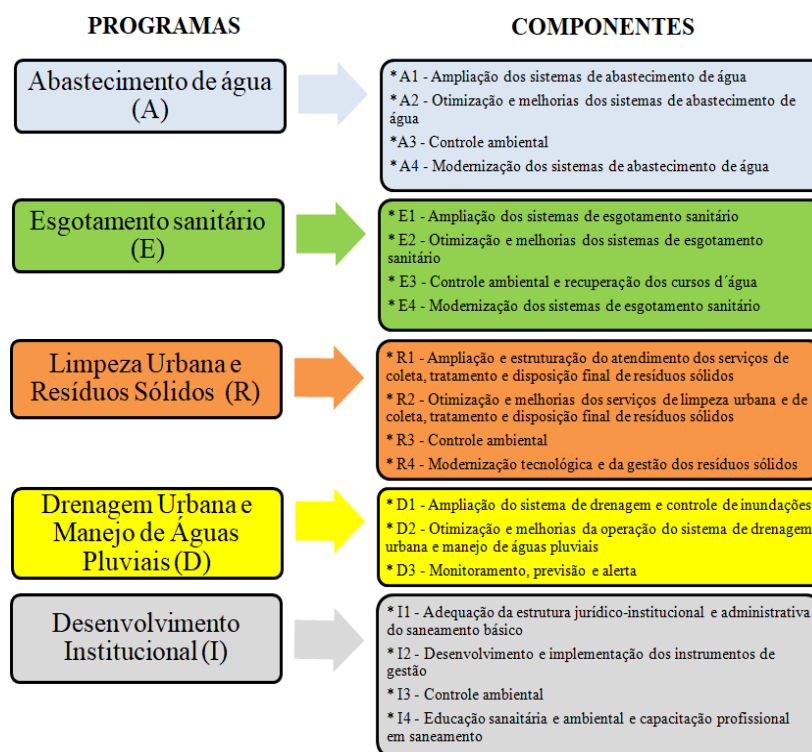 PROGRAMAS
COMPONENTES
Abastecimento de água
(A)
* A1 - Ampliação dos sistemas de abastecimento de água
* A2 - Otimização e melhorias dos sistemas de abastecimento de
água
* A3 - Controle ambiental
* A4 - Modernização dos sistemas de abastecimento de água
Esgotamento sanitário
(E)
* E1 - Ampliação dos sistemas de esgotamento sanitário
* E2 - Otimização e melhorias dos sistemas de esgotamento
sanitário
* E3 - Controle ambiental e recuperação dos cursos d´água
* E4 - Modernização dos sistemas de esgotamento sanitário
Limpeza Urbana e
Resíduos Sólidos (R)
* R1 - Ampliação e estruturação do atendimento dos serviços de
coleta, tratamento e disposição final de resíduos sólidos
* R2 - Otimização e melhorias dos serviços de limpeza urbana e de
coleta, tratamento e disposição final de resíduos sólidos
* R3 - Controle ambiental
* R4 - Modernização tecnológica e da gestão dos resíduos sólidos
Drenagem Urbana e
Manejo de Águas
Pluviais (D)
* D1 - Ampliação do sistema de drenagem e controle de inundações
* D2 - Otimização e melhorias da operação do sistema de drenagem
urbana e manejo de águas pluviais
* D3 - Monitoramento, previsão e alerta
Desenvolvimento
Institucional (I)
* I1 - Adequação da estrutura jurídico-institucional e administrativa
do saneamento básico
* I2 - Desenvolvimento e implementação dos instrumentos de
gestão
* I3 - Controle ambiental
* I4 - Educação sanaitária e ambiental e capacitação profissional
em saneamento